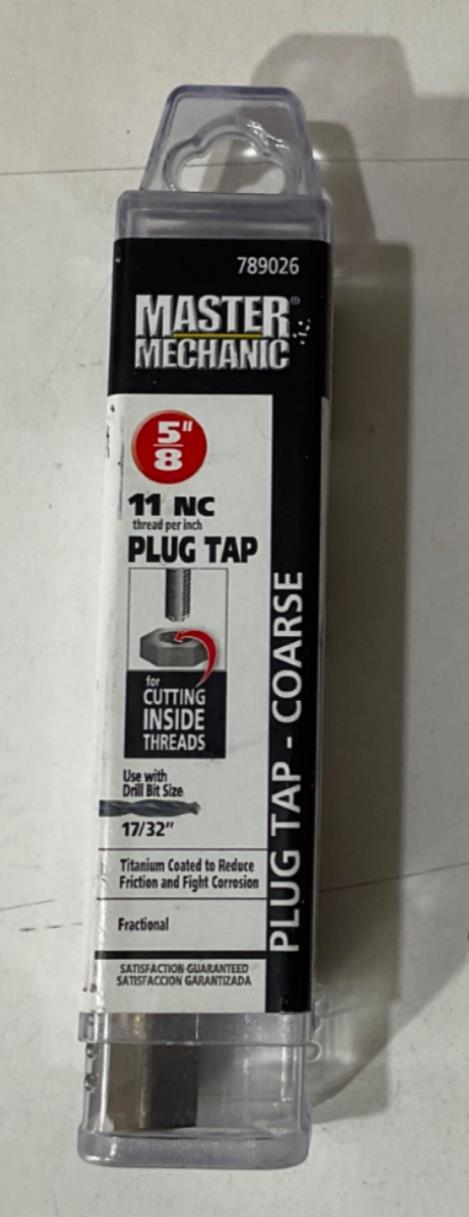 789026
MASTER®
MECHANIC
5"
8
11 NC
thread per inch
PLUG TAP
for
CUTTING
INSIDE
THREADS
Use with
Drill Bit Size
17/32"
Titanium Coated to Reduce
Friction and Fight Corrosion
Fractional
SATISFACTION GUARANTEED
SATISFACCION GARANTIZADA
PLUG TAP - COARSE